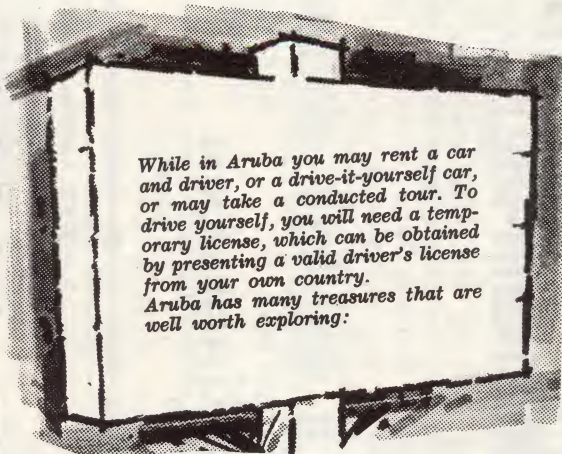 While in Aruba you may rent a car
and driver, or a drive-it-yourself car,
or may take a conducted tour. To
drive yourself, you will need a temp-
orary license, which can be obtained
by presenting a valid driver's license
from your own country.
Aruba has many treasures that are
well worth exploring: